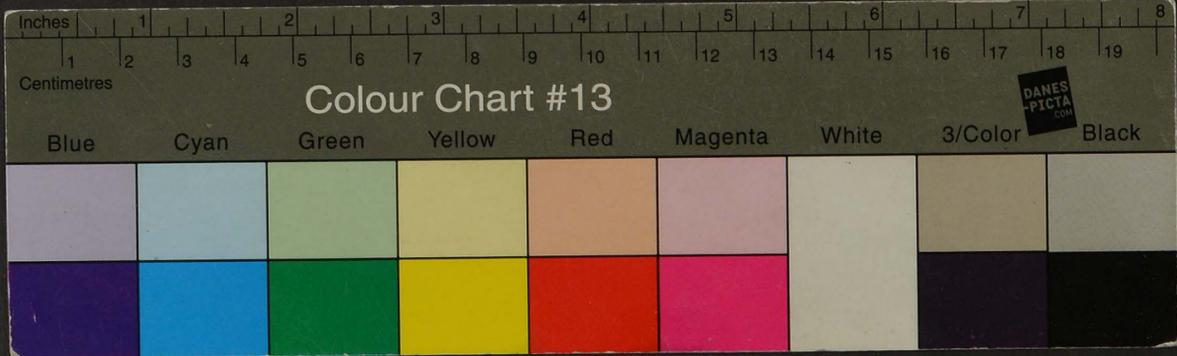 Inches 1 2 3 4 5 6 7 8
1 2 3 4 5 6 7 8 9 10 11 12 13 14 15 16 17 18 19
Centimetres
Colour Chart #13
DANES
-PICTA
.COM
Blue Cyan Green Yellow Red Magenta White 3/Color Black